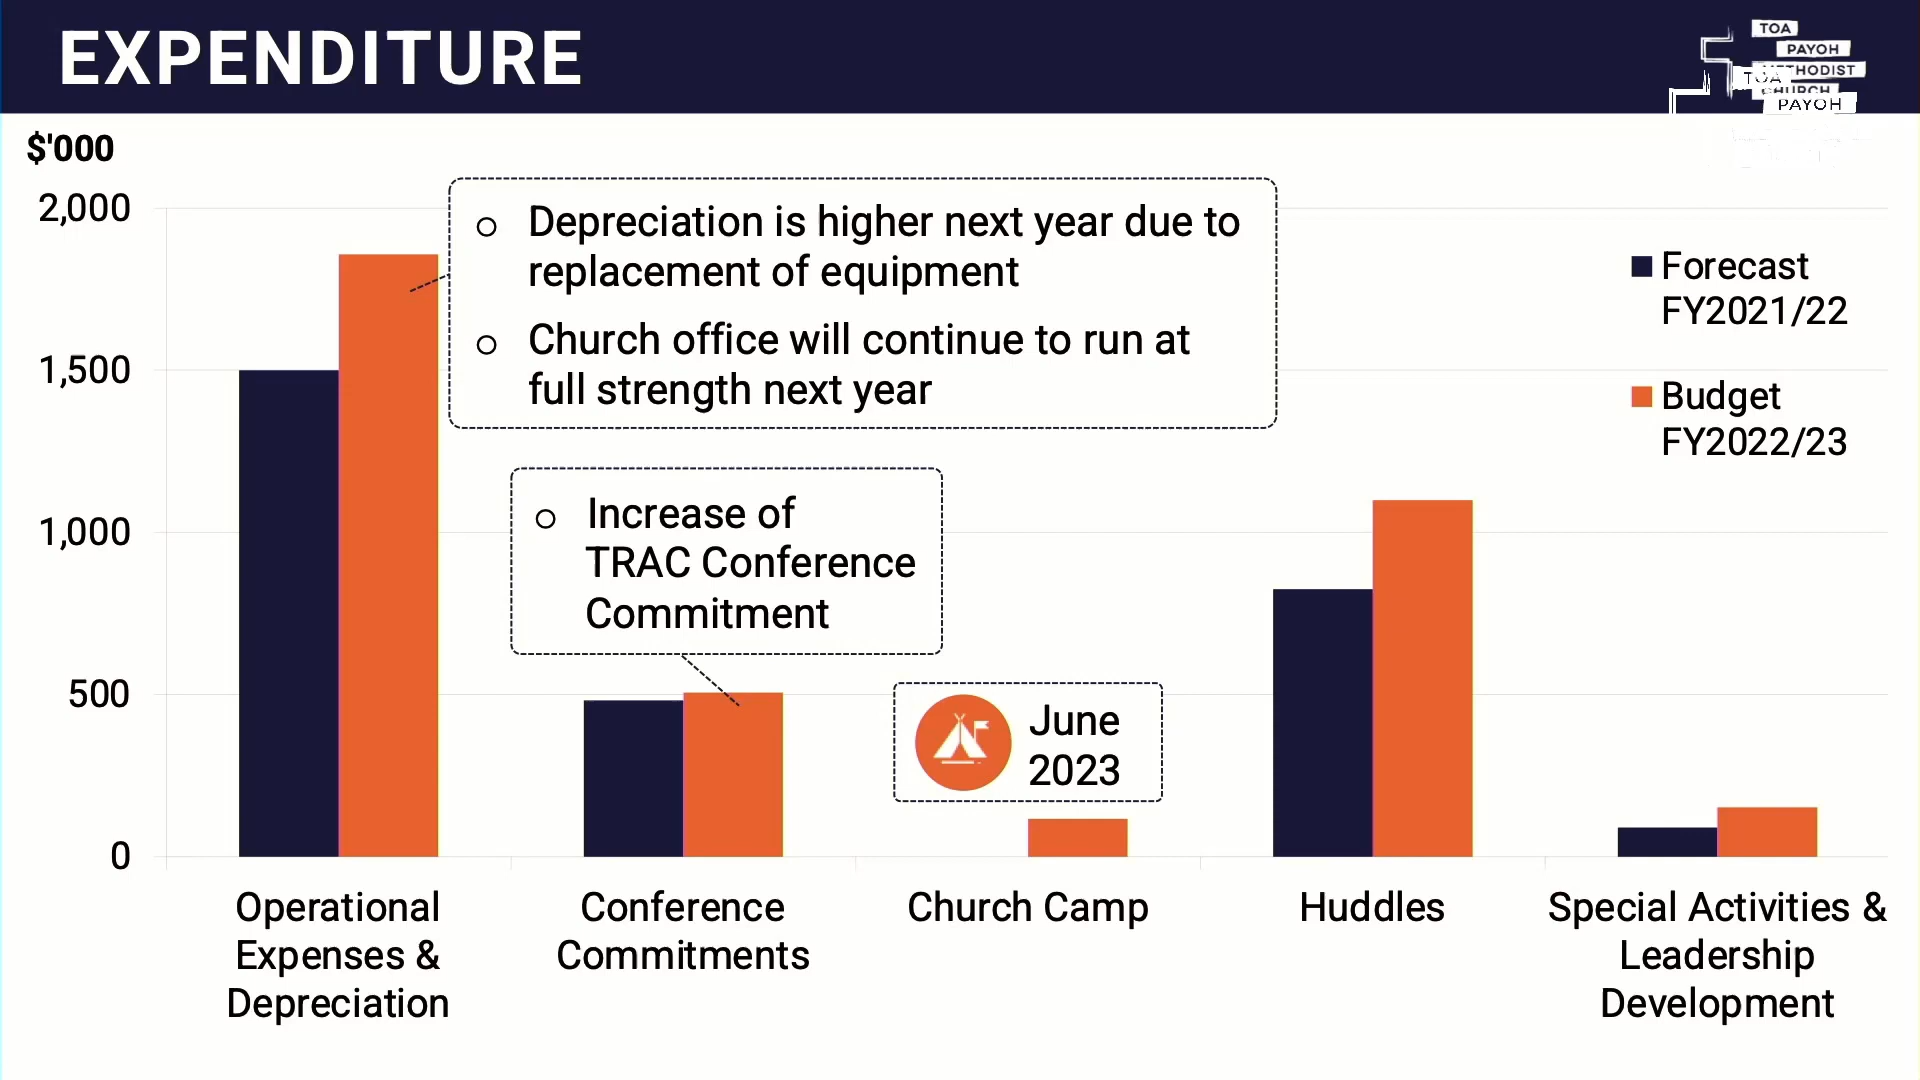 EXPENDITURE
TOA
PAYOH
METHODIST
CHURCH
TOA
PAYOH
$'000
2,000
1,500
1,000
500
0
○ Depreciation is higher next year due to
replacement of equipment
○ Church office will continue to run at
full strength next year
○ Increase of
TRAC Conference
Commitment
June
2023
Forecast
FY2021/22
Budget
FY2022/23
Operational
Expenses &
Depreciation
Conference
Commitments
Church Camp
Huddles
Special Activities &
Leadership
Development